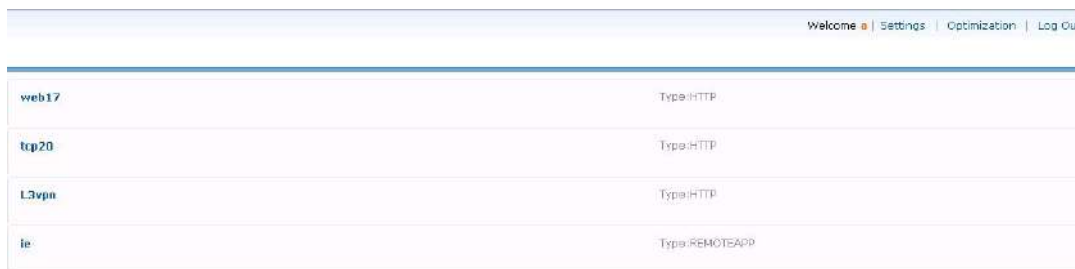 Welcome a | Settings | Optimization | Log Ou
web17 Type:HTTP
tcp20 Type:HTTP
L3vpn Type:HTTP
ie Type:REMOTEAPP